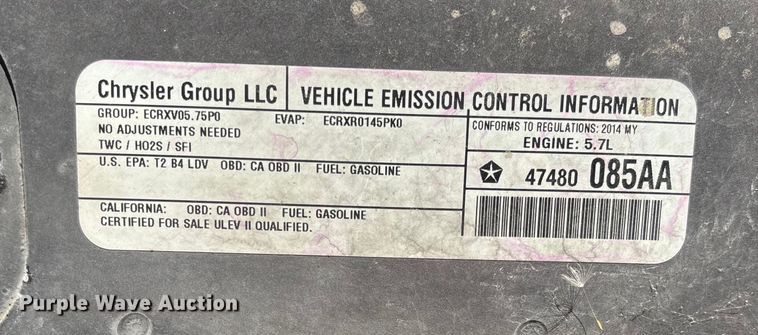 Chrysler Group LLC
VEHICLE EMISSION CONTROL INFORMATION
GROUP: ECRXV05.75P0 EVAP: ECRXR0145PK0
NO ADJUSTMENTS NEEDED
TWC / HO2S / SFI
CONFORMS TO REGULATIONS: 2014 MY
ENGINE: 5.7L
U.S. EPA: T2 B4 LDV OBD: CA OBD II FUEL: GASOLINE
47480 085AA
CALIFORNIA: OBD: CA OBD II FUEL: GASOLINE
CERTIFIED FOR SALE ULEV II QUALIFIED.
Purple Wave Auction